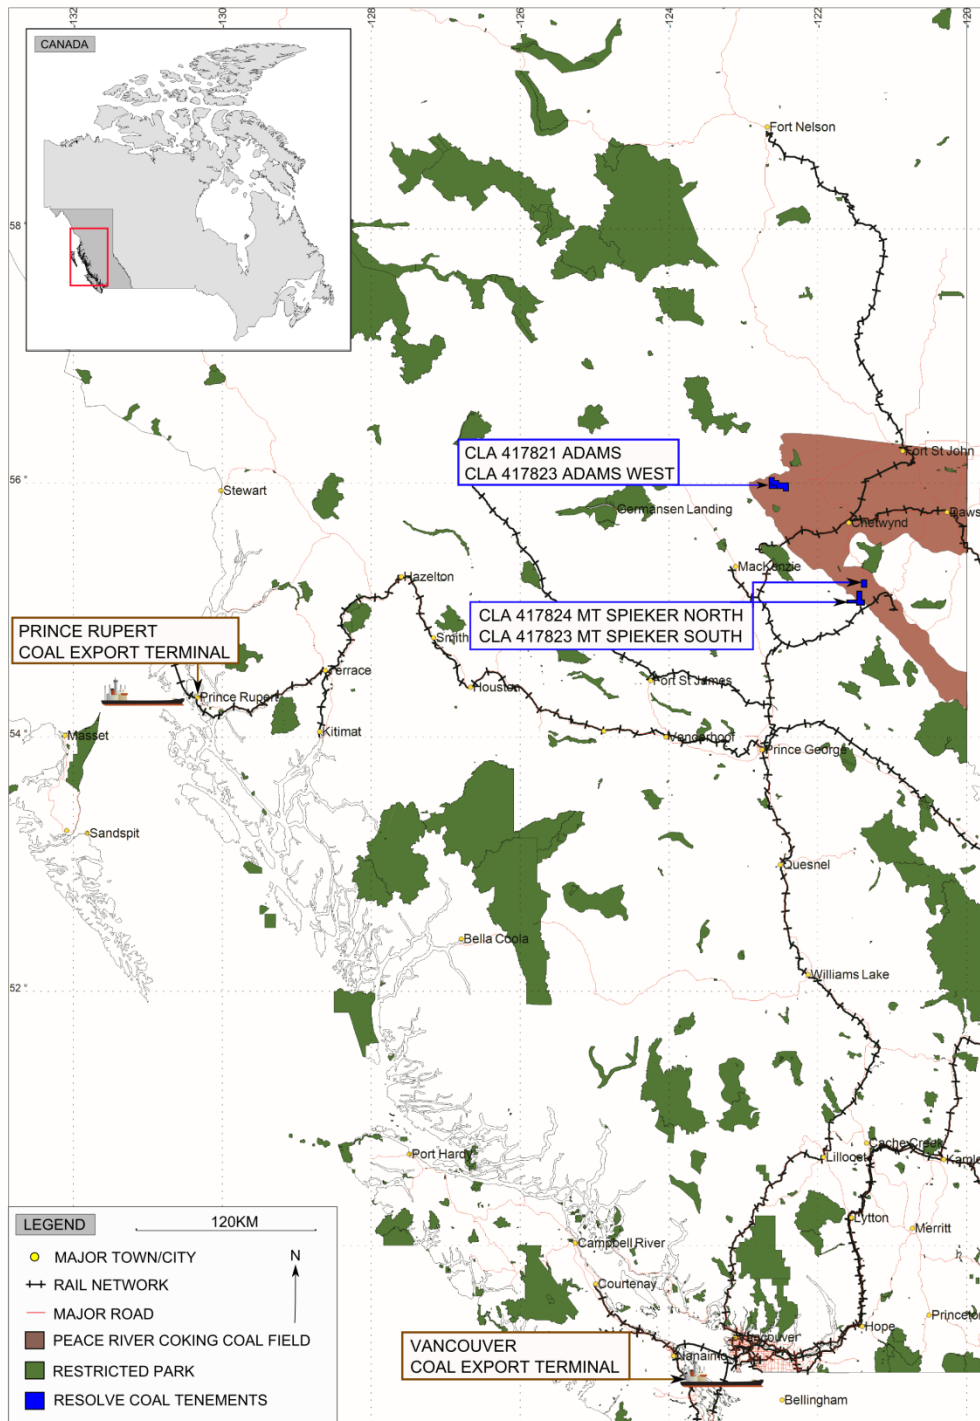 -132
-130
-128
-126
-124
-122
-120
CANADA
Fort Nelson
58
Fort St John
CLA 417821 ADAMS
CLA 417823 ADAMS WEST
56
Stewart
Germansen Landing
Daws
Chetwynd
MacKenzie
Hazelton
CLA 417824 MT SPIEKER NORTH
CLA 417823 MT SPIEKER SOUTH
PRINCE RUPERT
COAL EXPORT TERMINAL
Smith
Terrace
Fort St James
Houston
Prince Rupert
Kitimat
Masset
54
Vanderhoof
Prince George
Sandspit
Quesnel
Bella Coola
Williams Lake
52
Cache Creek
Port Hardy
Lillooet
Kaml
LEGEND
120KM
Lytton
Merritt
MAJOR TOWN/CITY
N
Campbell River
RAIL NETWORK
Courtenay
MAJOR ROAD
Princeton
Hope
PEACE RIVER COKING COAL FIELD
Vancouver
VANCOUVER
COAL EXPORT TERMINAL
Nanaimo
RESTRICTED PARK
RESOLVE COAL TENEMENTS
Bellingham